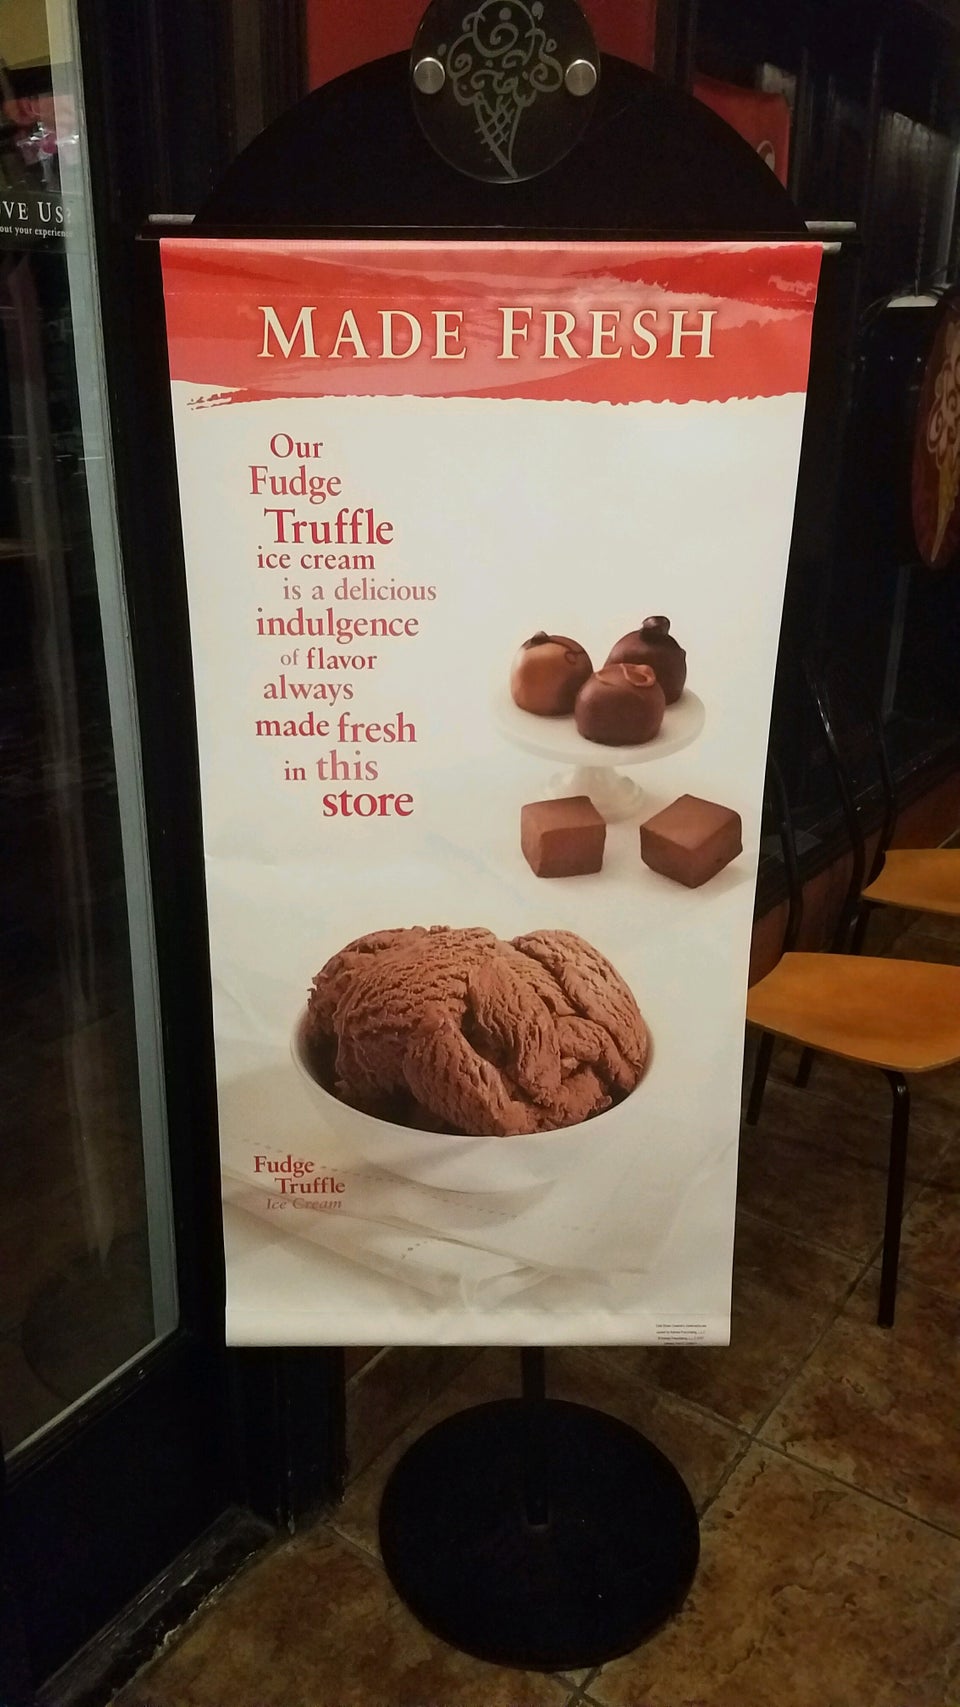 VE US?
out your experience
MADE FRESH
Our
Fudge
Truffle
ice cream
is a delicious
indulgence
of flavor
always
made fresh
in this
store
Fudge
Truffle
Ice Cream